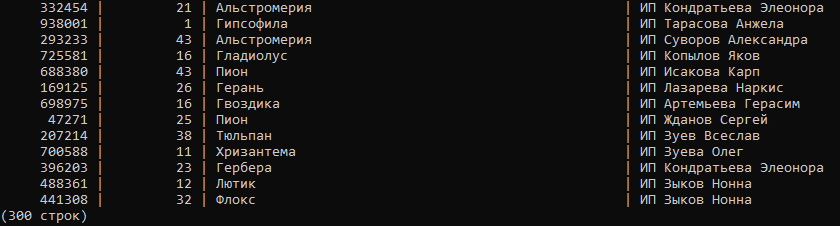 332454 | 21 | Альстромерия | ИП Кондратьева Элеонора
938001 | 1 | Гипсофила | ИП Тарасова Анжела
293233 | 43 | Альстромерия | ИП Суворов Александра
725581 | 16 | Гладиолус | ИП Копылов Яков
688380 | 43 | Пион | ИП Исакова Карп
169125 | 26 | Герань | ИП Лазарева Наркис
698975 | 16 | Гвоздика | ИП Артемьева Герасим
47271 | 25 | Пион | ИП Жданов Сергей
207214 | 38 | Тюльпан | ИП Зуев Всеслав
700588 | 11 | Хризантема | ИП Зуева Олег
396203 | 23 | Гербера | ИП Кондратьева Элеонора
488361 | 12 | Лютик | ИП Зыков Нонна
441308 | 32 | Флокс | ИП Зыков Нонна
(300 строк)